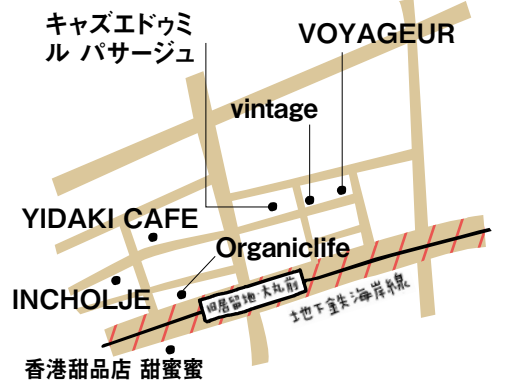 キャズエドゥミ
ル パサージュ
VOYAGEUR
vintage
YIDAKI CAFE
Organiclife
INCHOLJE
旧居留地・大丸前
地下鉄海岸線
香港甜品店 甜蜜蜜